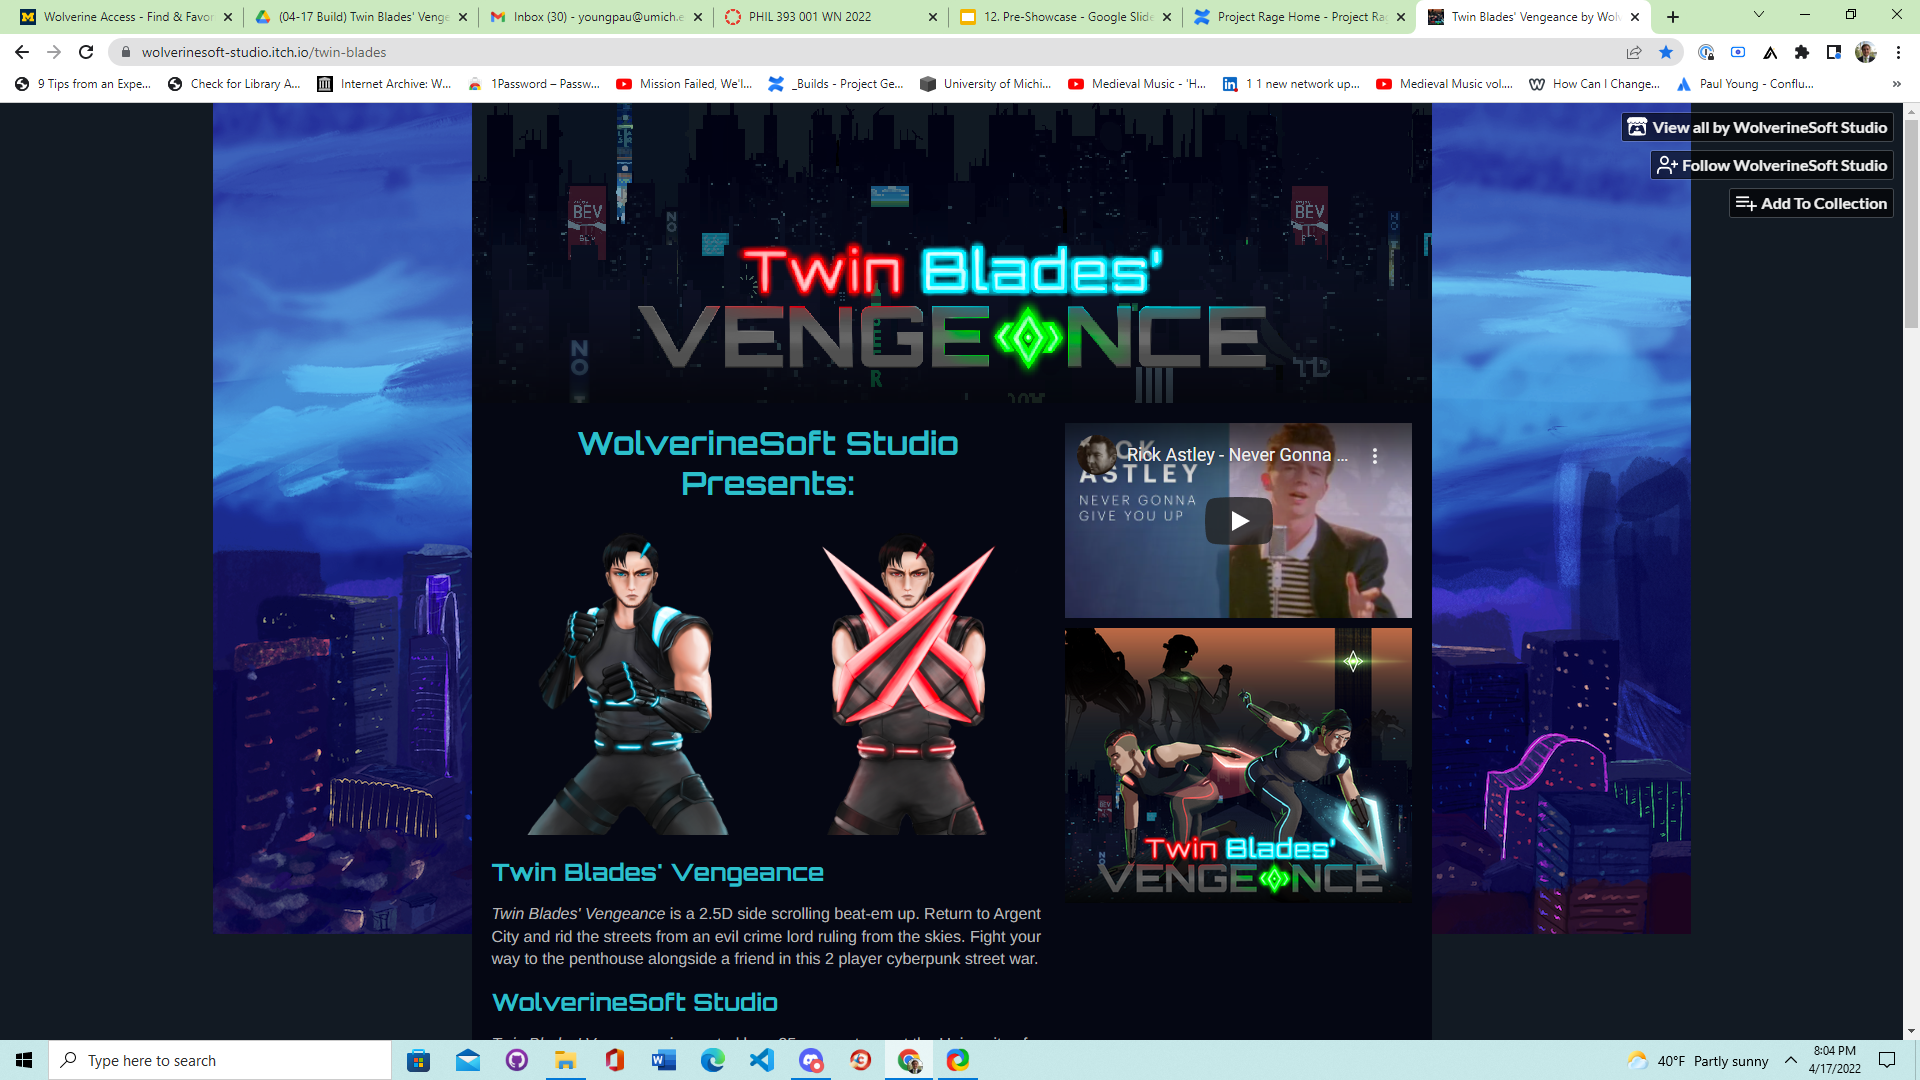 Wolverine Access - Find & Favor
(04-17 Build) Twin Blades' Venge
Inbox (30) - youngpau@umich.e
PHIL 393 001 WN 2022
12. Pre-Showcase - Google Slide
Project Rage Home - Project Ra
Twin Blades' Vengeance by Wol
wolverinesoft-studio.itch.io/twin-blades
9 Tips from an Expe...
Check for Library A...
Internet Archive: W...
1Password – Passw...
Mission Failed, We'l...
_Builds - Project Ge...
University of Michi...
Medieval Music - 'H...
1 1 new network up...
Medieval Music vol....
How Can I Change...
Paul Young - Conflu...
View all by WolverineSoft Studio
Follow WolverineSoft Studio
Add To Collection
BEV
BEV
NO
Twin Blades'
VENGEANCE
WolverineSoft Studio
Presents:
Rick Astley - Never Gonna ...
ASTLEY
NEVER GONNA
GIVE YOU UP
Twin Blades'
VENGEANCE
Twin Blades' Vengeance
Twin Blades' Vengeance is a 2.5D side scrolling beat-em up. Return to Argent
City and rid the streets from an evil crime lord ruling from the skies. Fight your
way to the penthouse alongside a friend in this 2 player cyberpunk street war.
WolverineSoft Studio
Type here to search
40°F Partly sunny
8:04 PM
4/17/2022